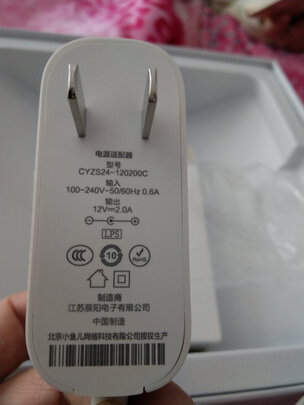 电源适配器
型号
CYZS24-120200C
输入
100-240V~50/60Hz 0.6A
输出
12V⎓2.0A
LPS
CCC 10 RoHS
制造商
江苏辰阳电子有限公司
中国制造
北京小鱼儿网络科技有限公司授权生产